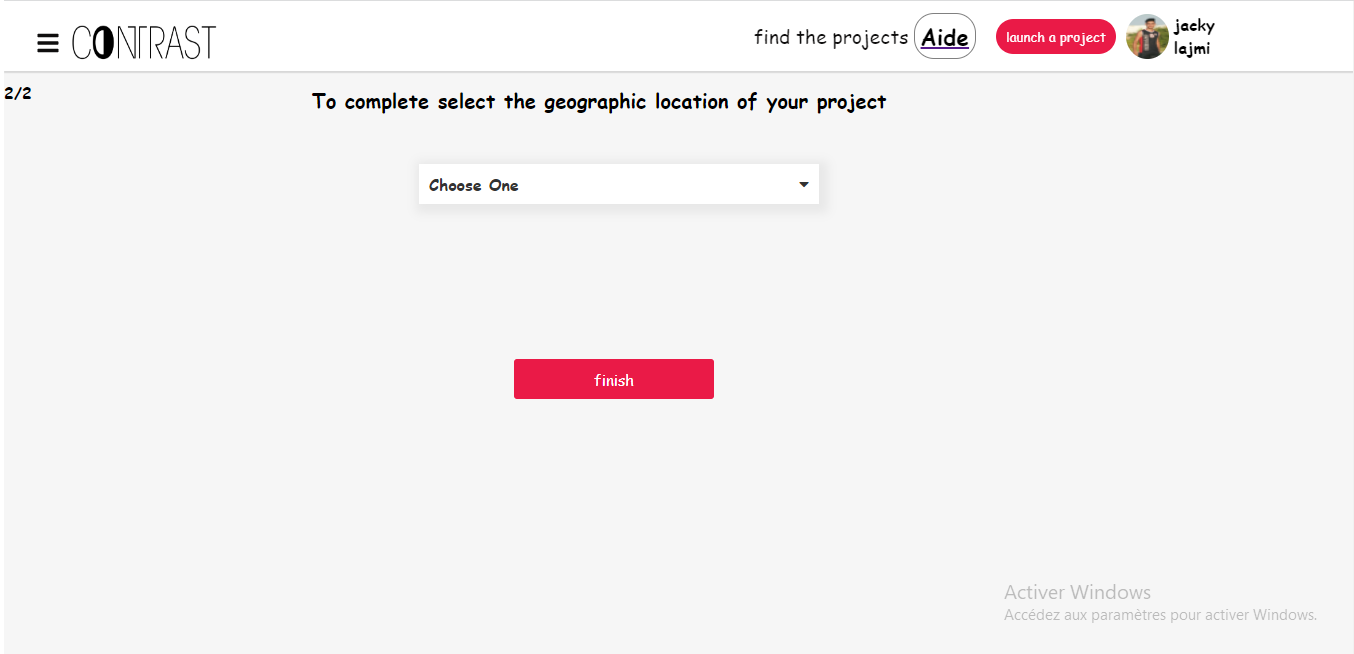 CONTRAST
find the projects
Aide
launch a project
jacky
lajmi
2/2
To complete select the geographic location of your project
Choose One
finish
Activer Windows
Accédez aux paramètres pour activer Windows.